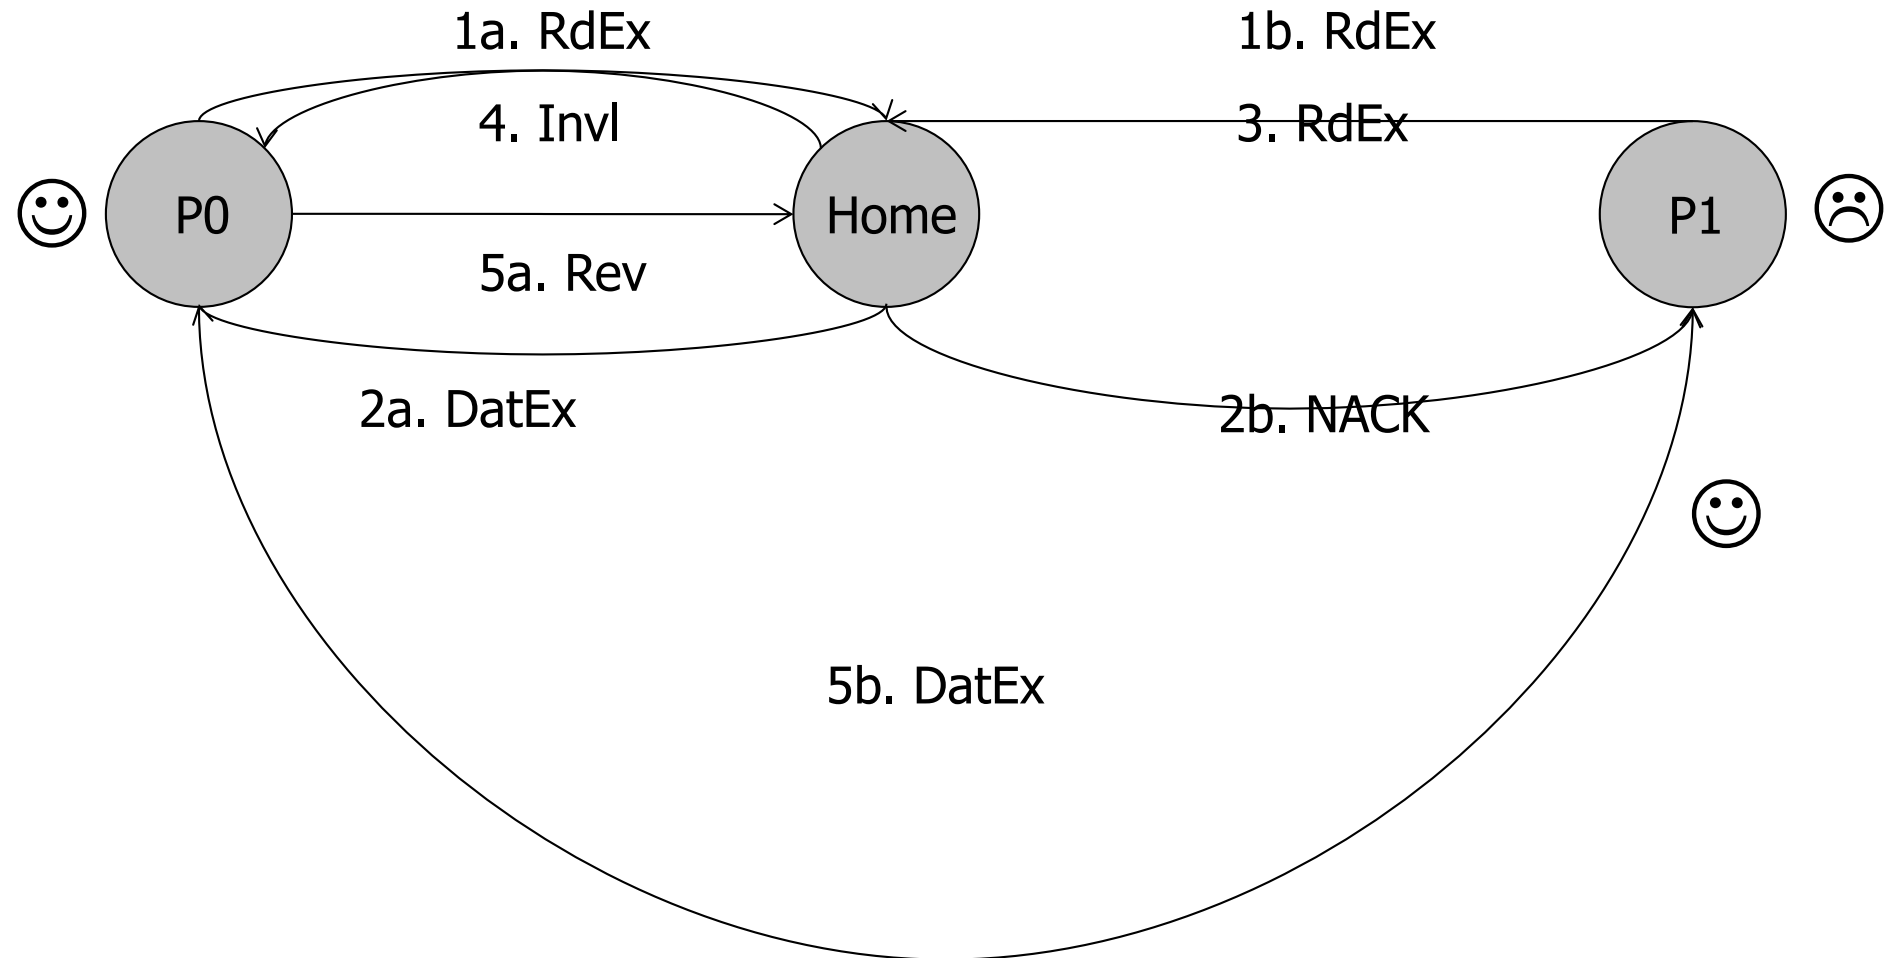 1a. RdEx
1b. RdEx
4. Invl
3. RdEx
P0
Home
P1
5a. Rev
2a. DatEx
2b. NACK
5b. DatEx